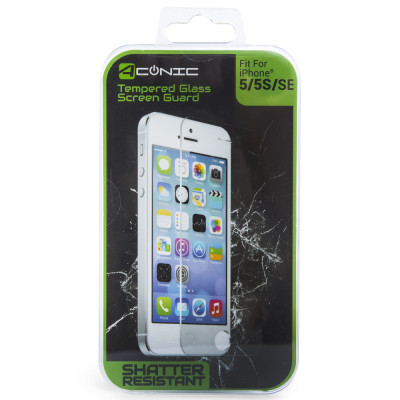 4CONIC
Tempered Glass
Screen Guard
Fit For
iPhone®
5/5S/SE
SHATTER
RESISTANT